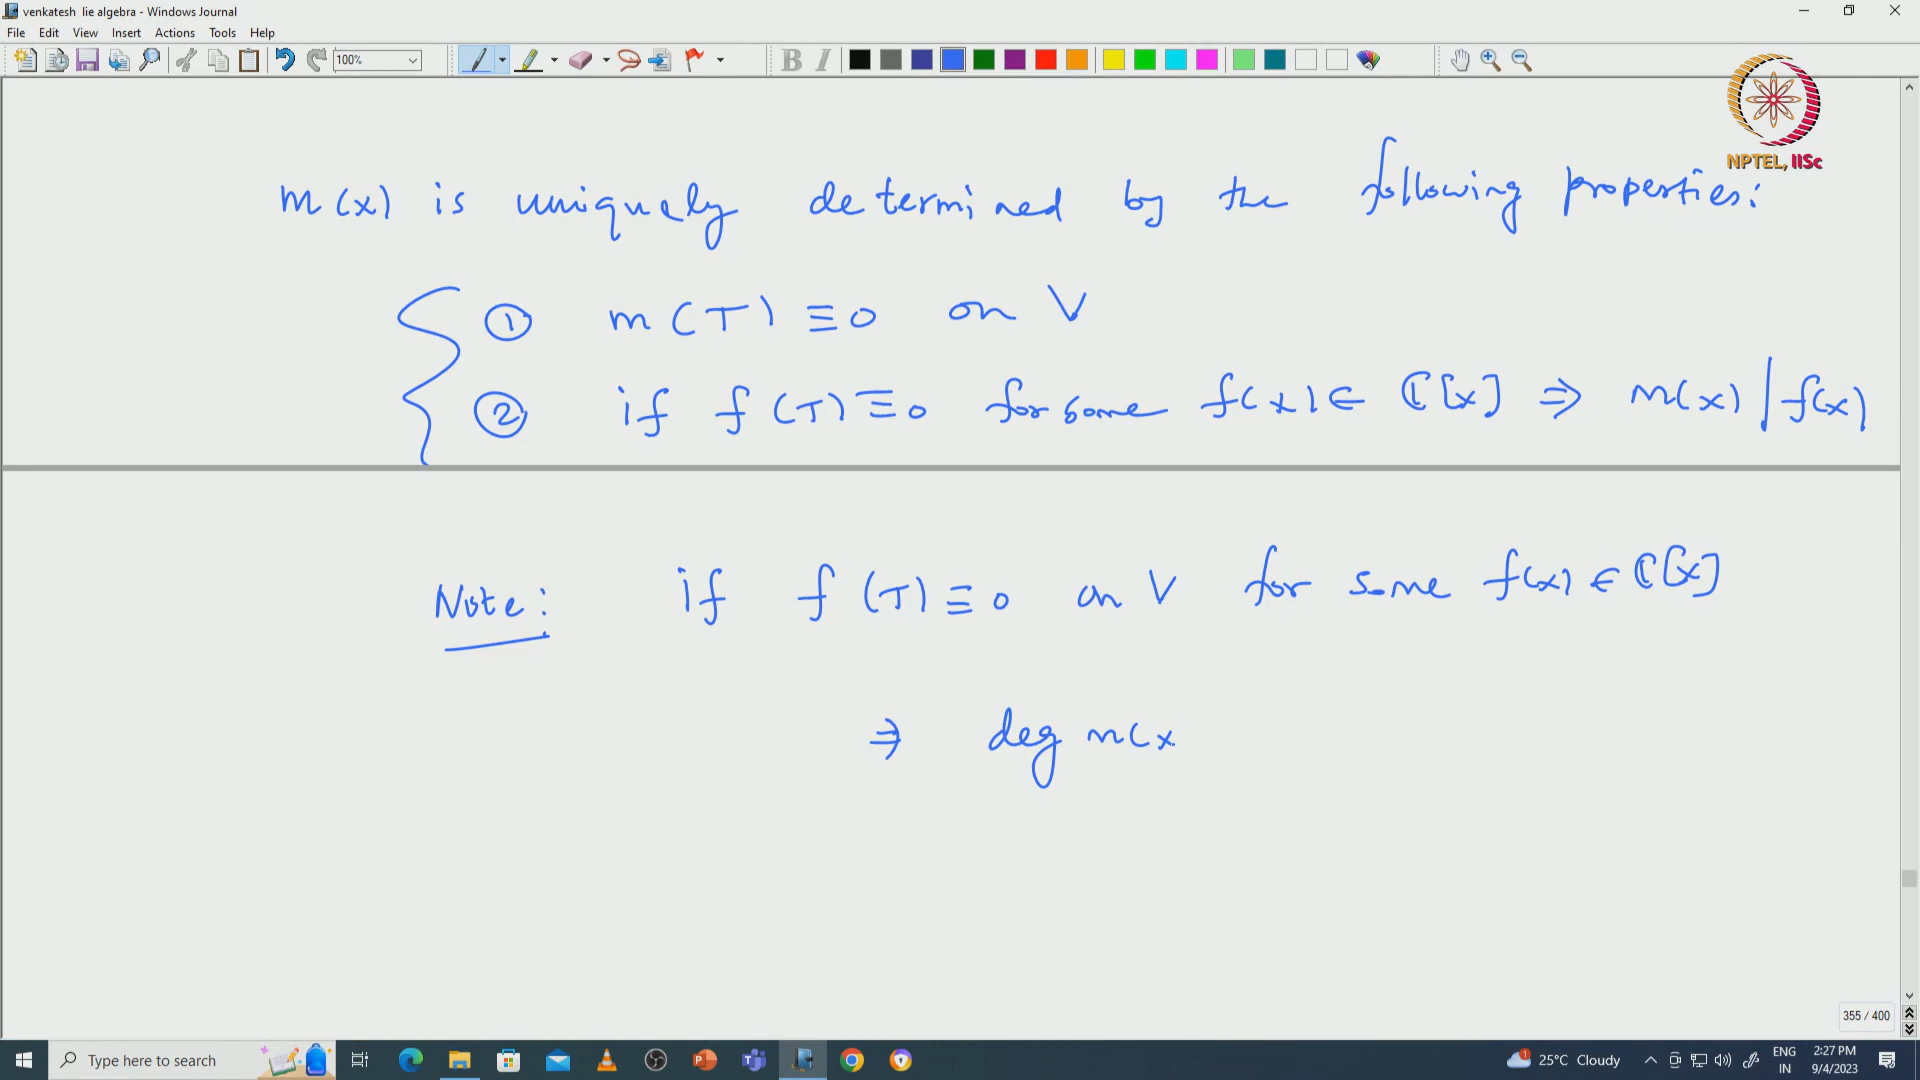 venkatesh lie algebra - Windows Journal
File Edit View Insert Actions Tools Help
100%
B I
NPTEL, IISc
m(x) is uniquely determined by the following properties:
① m(T) ≡ 0 on V
② if f(T) ≡ 0 for some f(x) ∈ ℂ[x] ⇒ m(x) | f(x)
Note: if f(T) ≡ 0 on V for some f(x) ∈ ℂ[x]
⇒ deg m(x
355 / 400
Type here to search
1
25°C Cloudy
ENG
IN
2:27 PM
9/4/2023